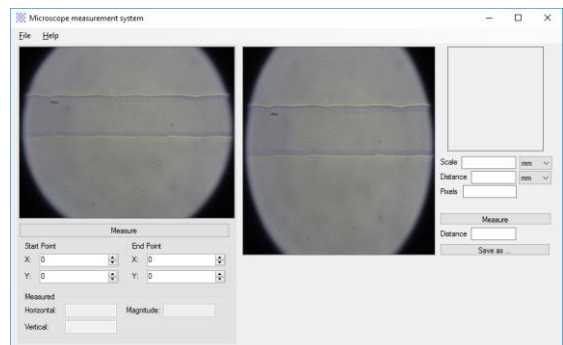 Microscope measurement system
File Help
Scale mm
Distance mm
Pixels
Measure
Distance
Save as ...
Measure
Start Point End Point
X: 0 X: 0
Y: 0 Y: 0
Measured
Horizontal: Magnitude:
Vertical: